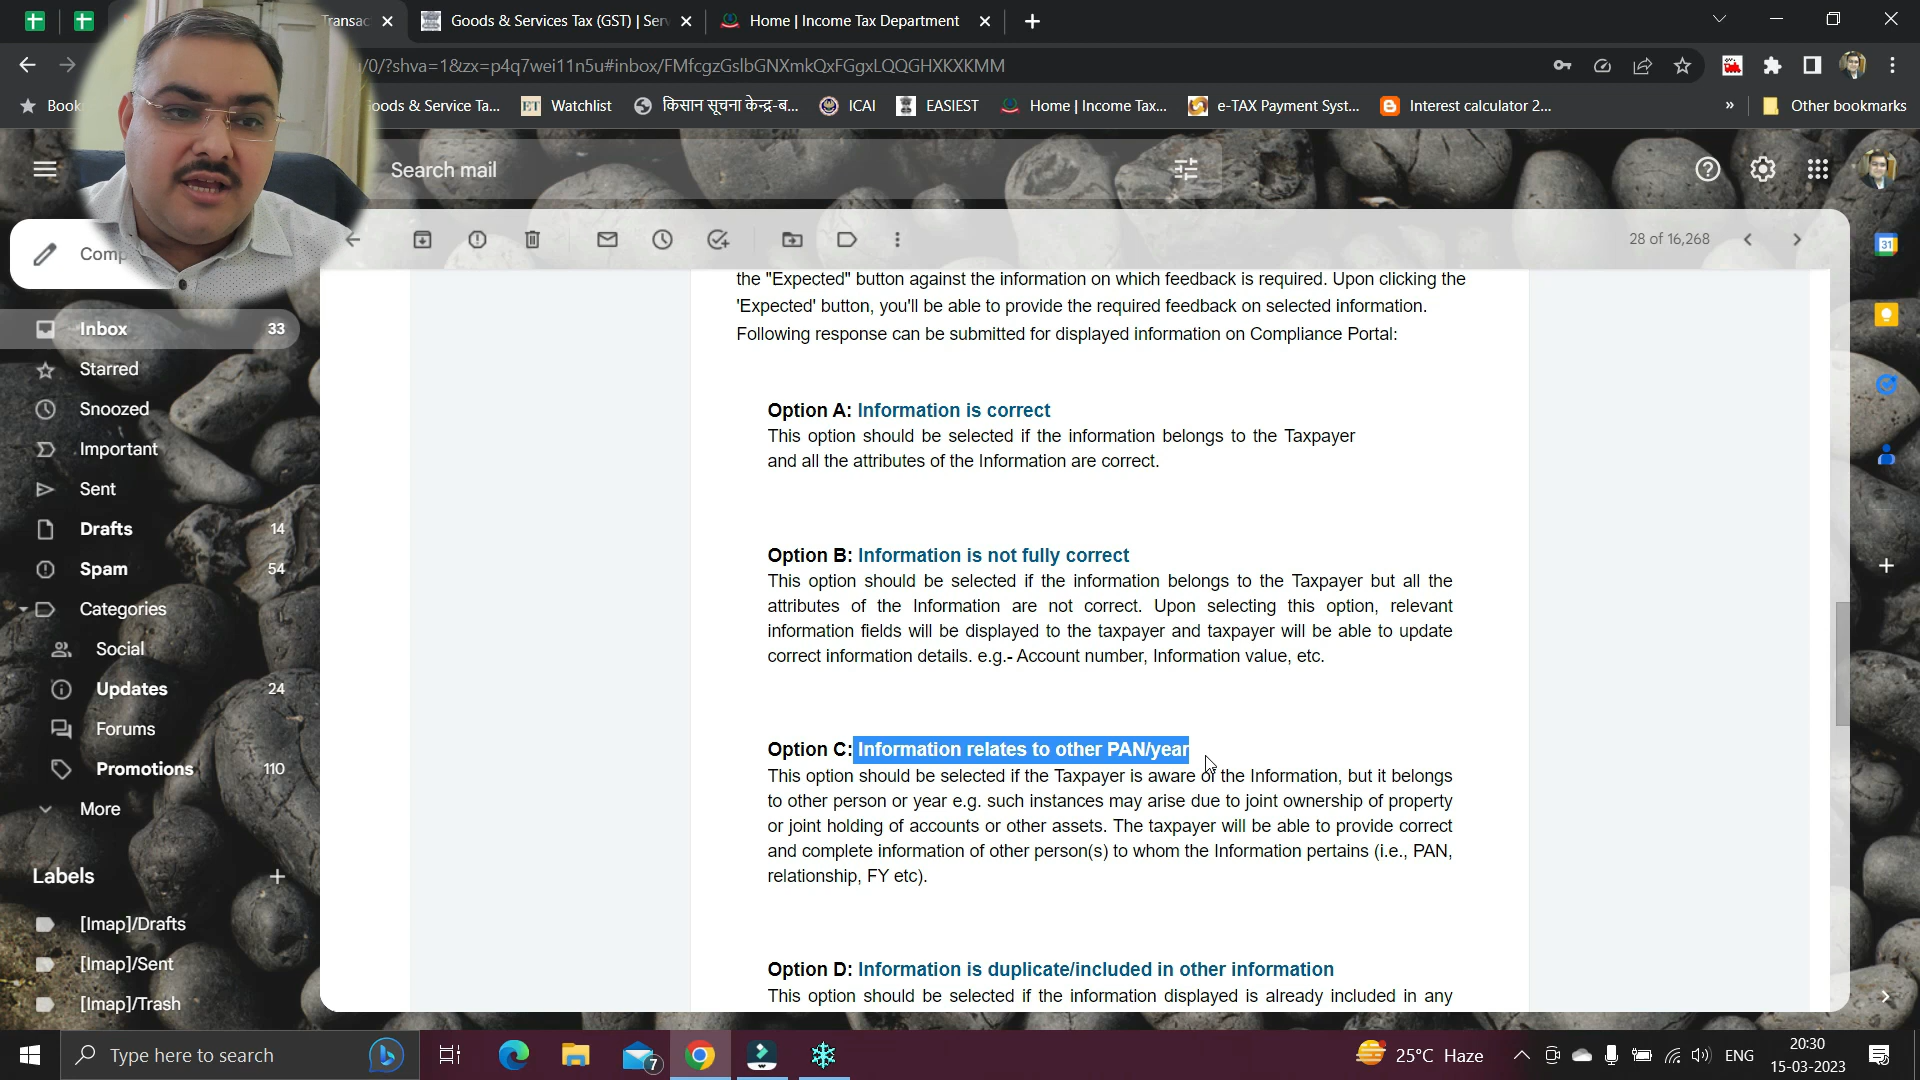 Transac
Goods & Services Tax (GST) | Ser
Home | Income Tax Department
/0/?shva=1&zx=p4q7wei11n5u#inbox/FMfcgzGslbGNXmkQxFGgxLQQGHXKXKMM
Book
oods & Service Ta...
ET Watchlist
किसान सूचना केन्द्र-ब...
ICAI
EASIEST
Home | Income Tax...
e-TAX Payment Syst...
Interest calculator 2...
»
Other bookmarks
Search mail
Comp
28 of 16,268
31
Inbox 33
Starred
Snoozed
Important
Sent
Drafts 14
Spam 54
Categories
Social
Updates 24
Forums
Promotions 110
More
Labels
[Imap]/Drafts
[Imap]/Sent
[Imap]/Trash
the "Expected" button against the information on which feedback is required. Upon clicking the
'Expected' button, you'll be able to provide the required feedback on selected information.
Following response can be submitted for displayed information on Compliance Portal:
Option A: Information is correct
This option should be selected if the information belongs to the Taxpayer
and all the attributes of the Information are correct.
Option B: Information is not fully correct
This option should be selected if the information belongs to the Taxpayer but all the
attributes of the Information are not correct. Upon selecting this option, relevant
information fields will be displayed to the taxpayer and taxpayer will be able to update
correct information details. e.g.- Account number, Information value, etc.
Option C: Information relates to other PAN/year
This option should be selected if the Taxpayer is aware of the Information, but it belongs
to other person or year e.g. such instances may arise due to joint ownership of property
or joint holding of accounts or other assets. The taxpayer will be able to provide correct
and complete information of other person(s) to whom the Information pertains (i.e., PAN,
relationship, FY etc).
Option D: Information is duplicate/included in other information
This option should be selected if the information displayed is already included in any
Type here to search
7
25°C Haze
ENG
20:30
15-03-2023